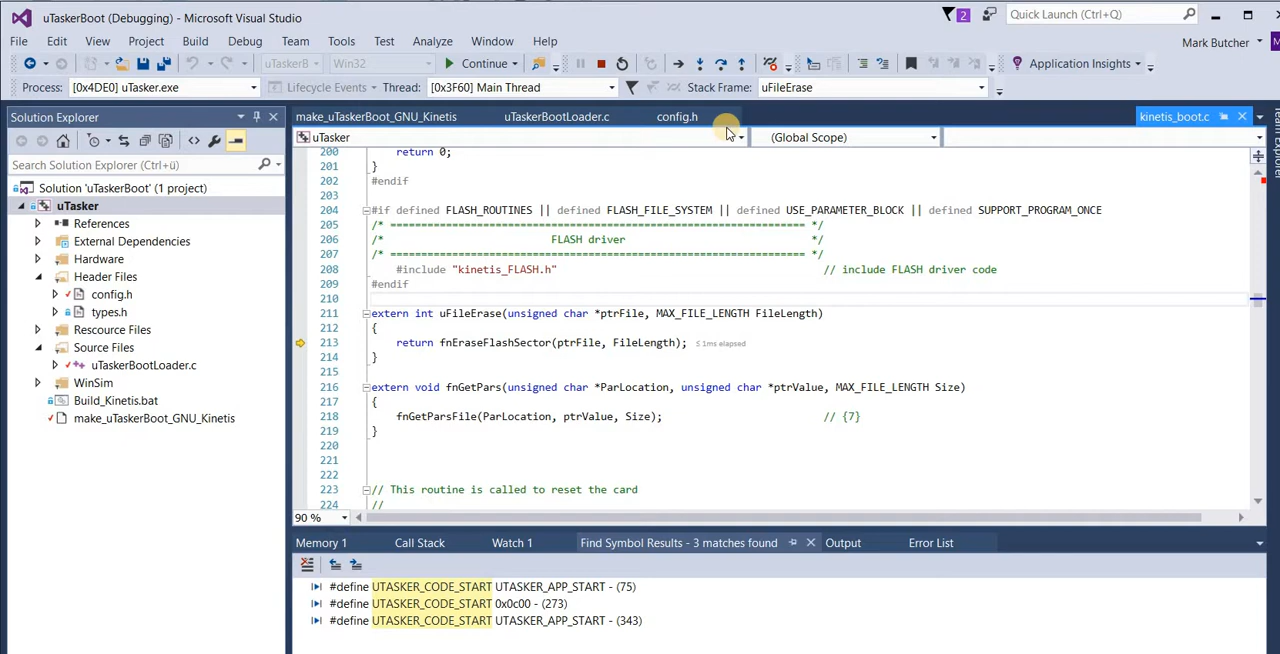 uTaskerBoot (Debugging) - Microsoft Visual Studio
2
Quick Launch (Ctrl+Q)
File Edit View Project Build Debug Team Tools Test Analyze Window Help
Mark Butcher
uTaskerB Win32 Continue Application Insights
Process: [0x4DE0] uTasker.exe Lifecycle Events Thread: [0x3F60] Main Thread Stack Frame: uFileErase
Solution Explorer
make_uTaskerBoot_GNU_Kinetis uTaskerBootLoader.c config.h kinetis_boot.c
Team Explorer
uTasker (Global Scope)
Search Solution Explorer (Ctrl+ü)
Solution 'uTaskerBoot' (1 project)
uTasker
References
External Dependencies
Hardware
Header Files
config.h
types.h
Rescource Files
Source Files
uTaskerBootLoader.c
WinSim
Build_Kinetis.bat
make_uTaskerBoot_GNU_Kinetis
200 return 0;
201 }
202 #endif
203
204 #if defined FLASH_ROUTINES || defined FLASH_FILE_SYSTEM || defined USE_PARAMETER_BLOCK || defined SUPPORT_PROGRAM_ONCE
205 /* =================================================================== */
206 /* FLASH driver */
207 /* =================================================================== */
208 #include "kinetis_FLASH.h" // include FLASH driver code
209 #endif
210
211 extern int uFileErase(unsigned char *ptrFile, MAX_FILE_LENGTH FileLength)
212 {
213 return fnEraseFlashSector(ptrFile, FileLength); ≤ 1ms elapsed
214 }
215
216 extern void fnGetPars(unsigned char *ParLocation, unsigned char *ptrValue, MAX_FILE_LENGTH Size)
217 {
218 fnGetParsFile(ParLocation, ptrValue, Size); // {7}
219 }
220
221
222
223 // This routine is called to reset the card
224 //
90 %
Memory 1 Call Stack Watch 1 Find Symbol Results - 3 matches found Output Error List
#define UTASKER_CODE_START UTASKER_APP_START - (75)
#define UTASKER_CODE_START 0x0c00 - (273)
#define UTASKER_CODE_START UTASKER_APP_START - (343)